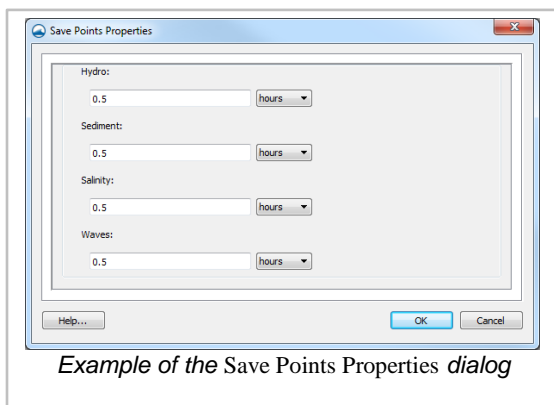 Save Points Properties
Hydro:
0.5 hours
Sediment:
0.5 hours
Salinity:
0.5 hours
Waves:
0.5 hours
Help... OK Cancel
Example of the Save Points Properties dialog